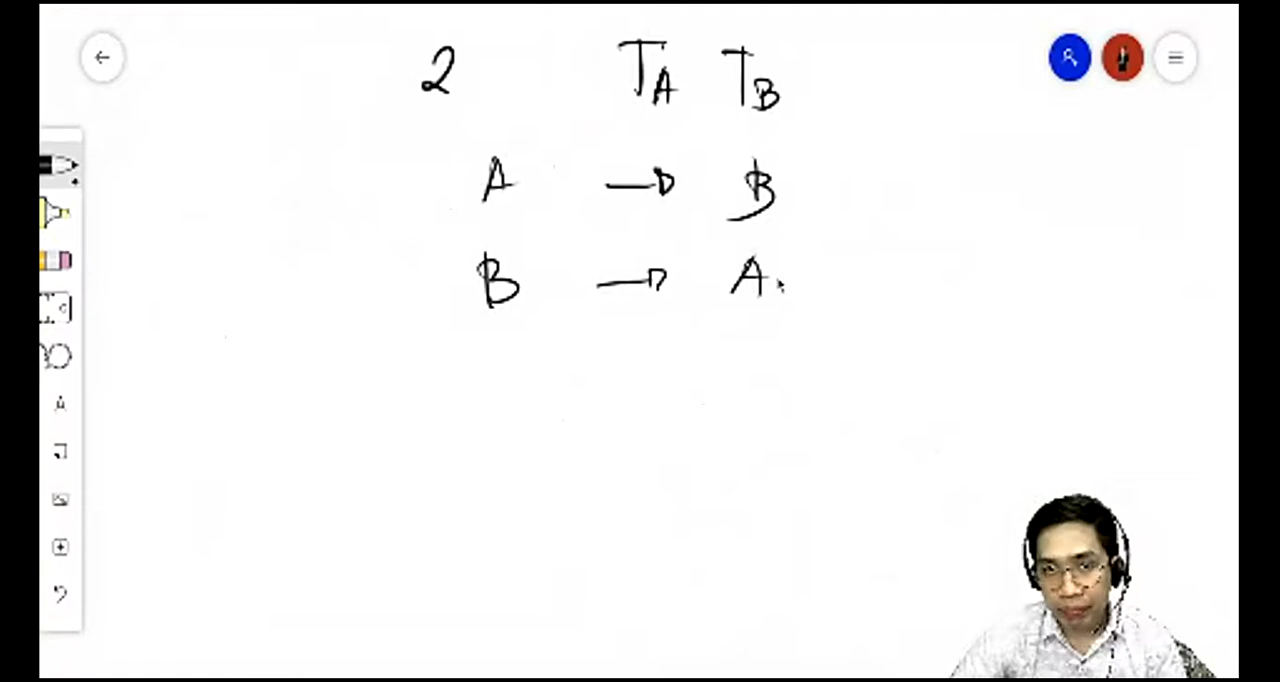 2 T_A T_B
A → B
B → A